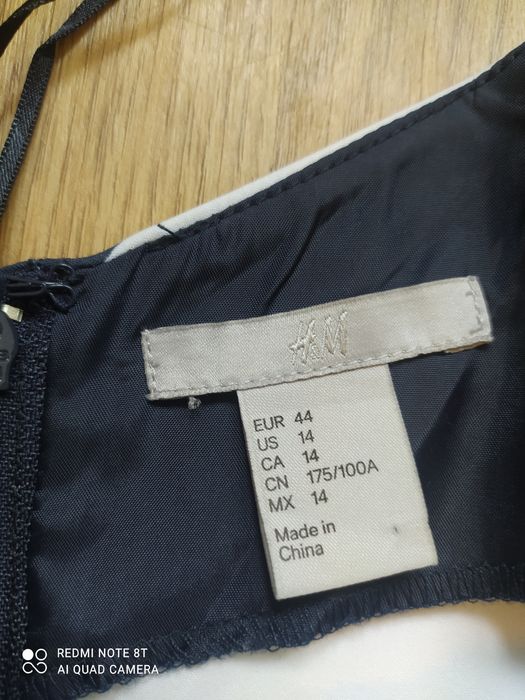 H&M
EUR 44
US 14
CA 14
CN 175/100A
MX 14
Made in
China
REDMI NOTE 8T
AI QUAD CAMERA